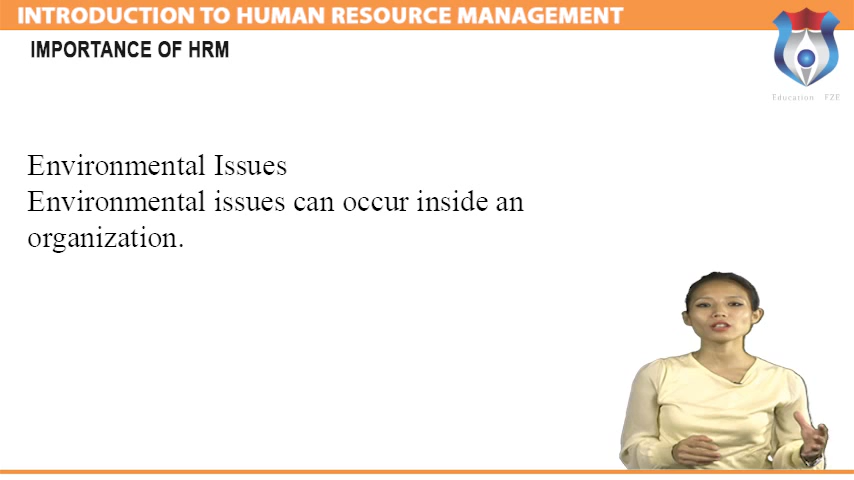 INTRODUCTION TO HUMAN RESOURCE MANAGEMENT
IMPORTANCE OF HRM
Education FZE
Environmental Issues
Environmental issues can occur inside an
organization.